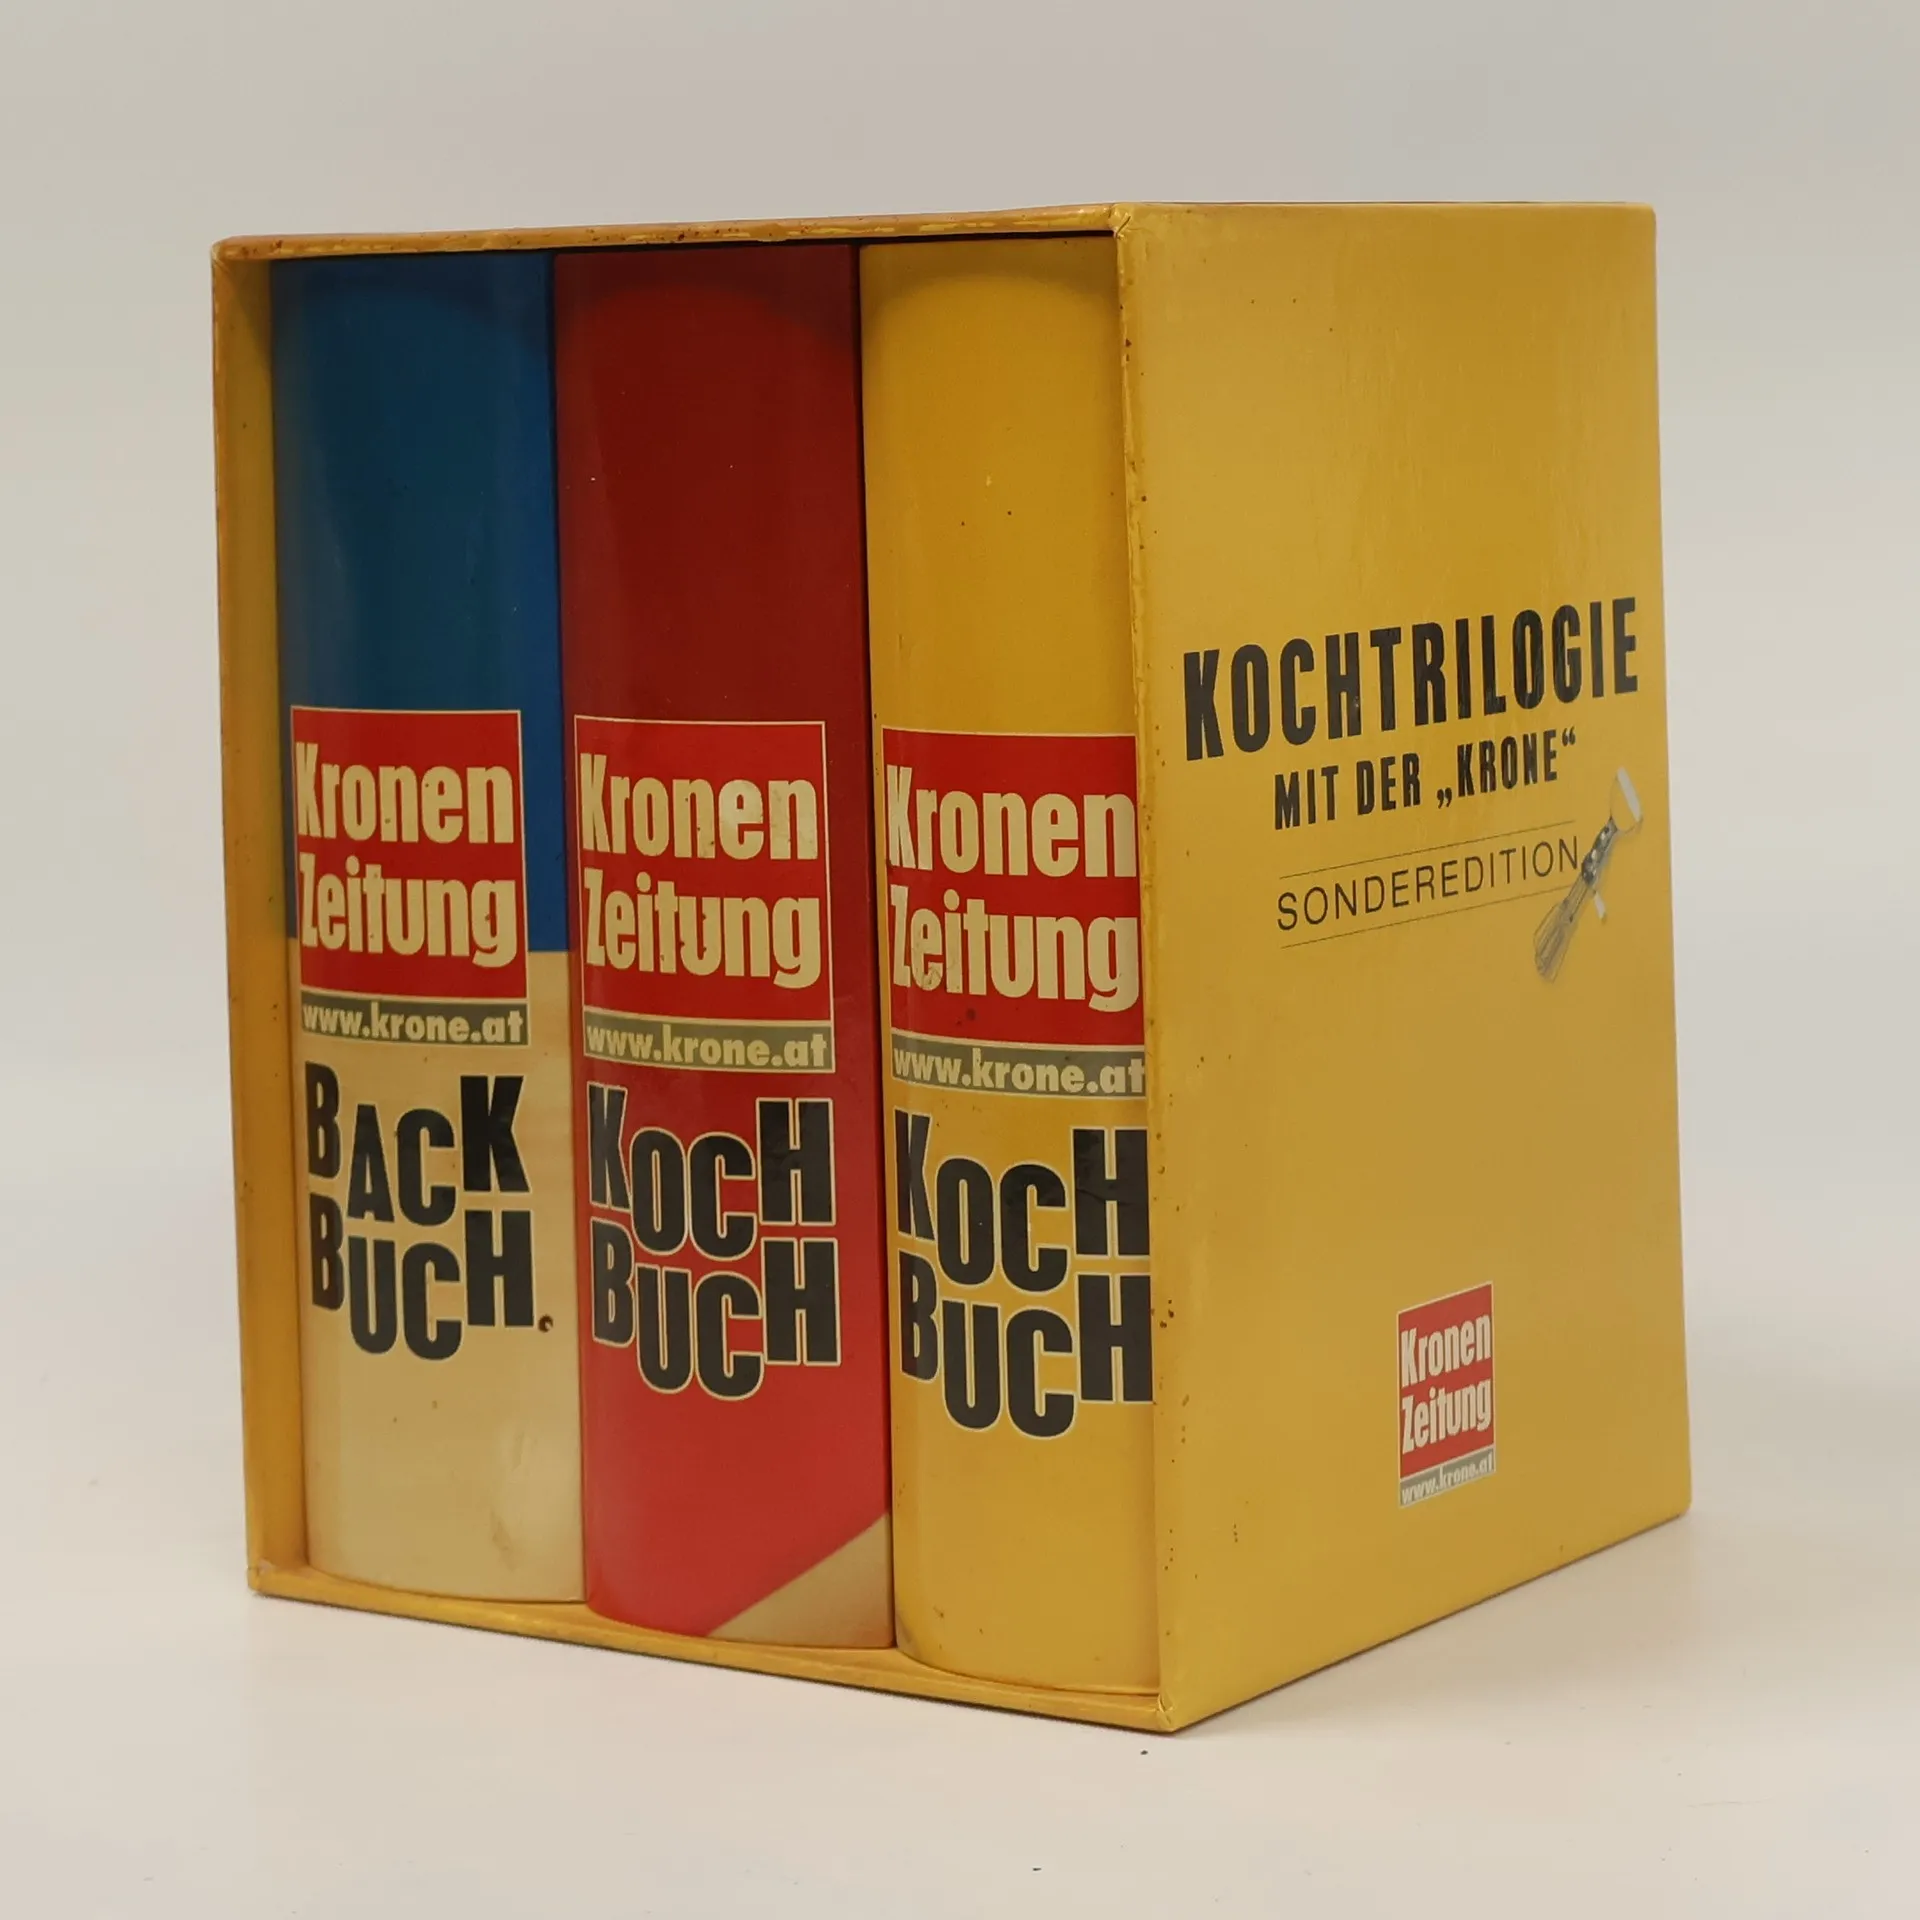 Kronen
Zeitung
www.krone.at
BACK
BUCH
Kronen
Zeitung
www.krone.at
KOCH
BUCH
Kronen
Zeitung
www.krone.at
KOCH
BUCH
KOCHTRILOGIE
MIT DER „KRONE“
SONDEREDITION
Kronen
Zeitung
www.krone.at